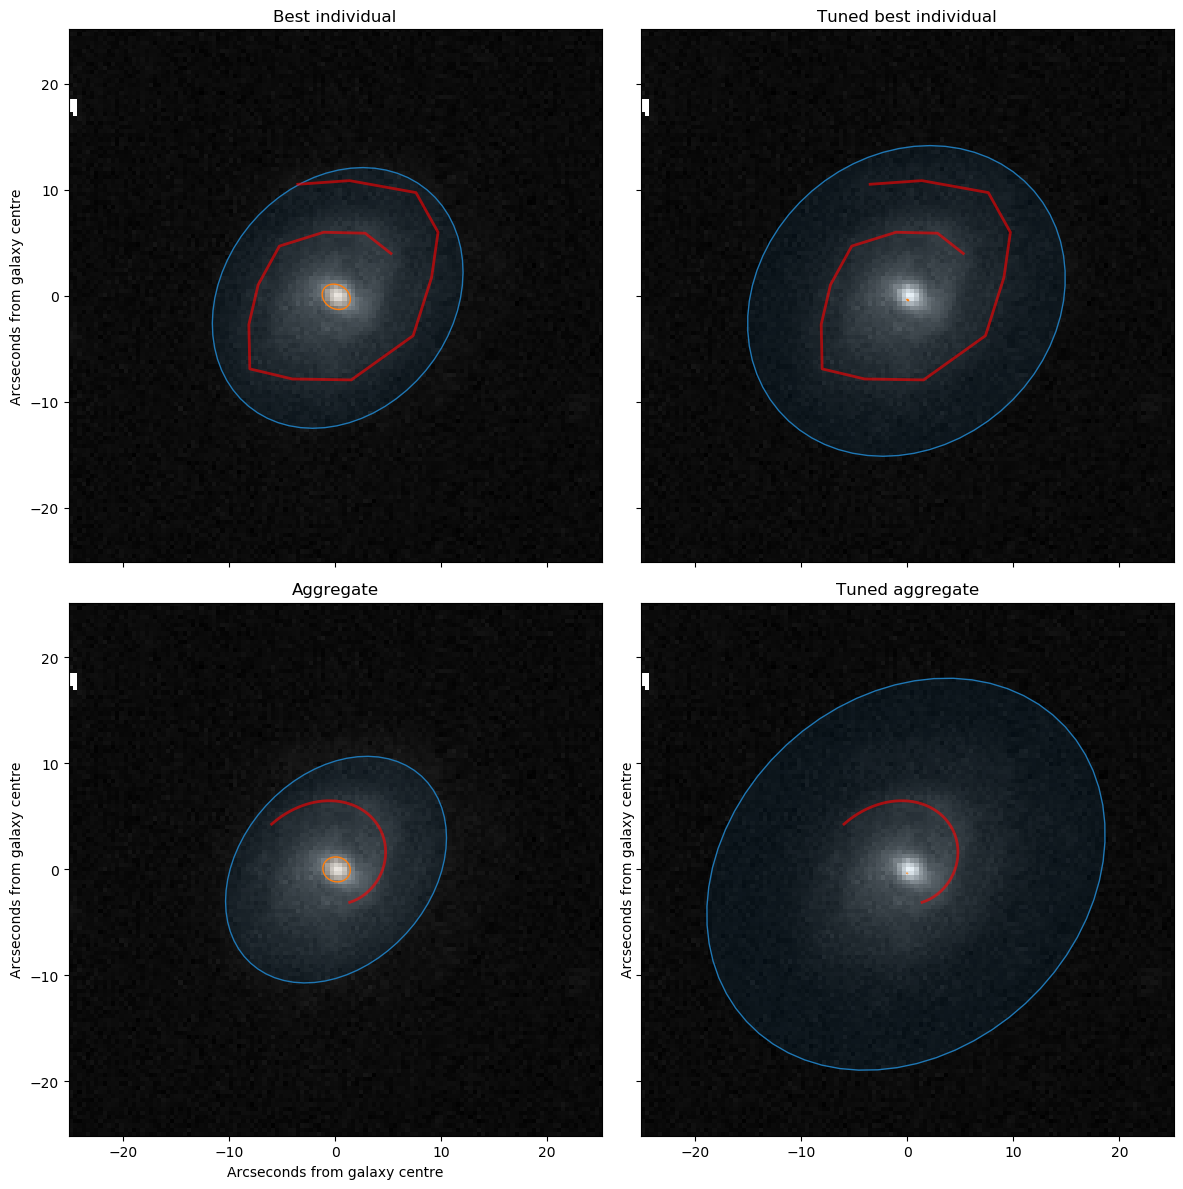 Best individual
Tuned best individual
20
10
0
−10
−20
Arcseconds from galaxy centre
Aggregate
Tuned aggregate
20
10
0
−10
−20
Arcseconds from galaxy centre
Arcseconds from galaxy centre
−20 −10 0 10 20
−20 −10 0 10 20
Arcseconds from galaxy centre